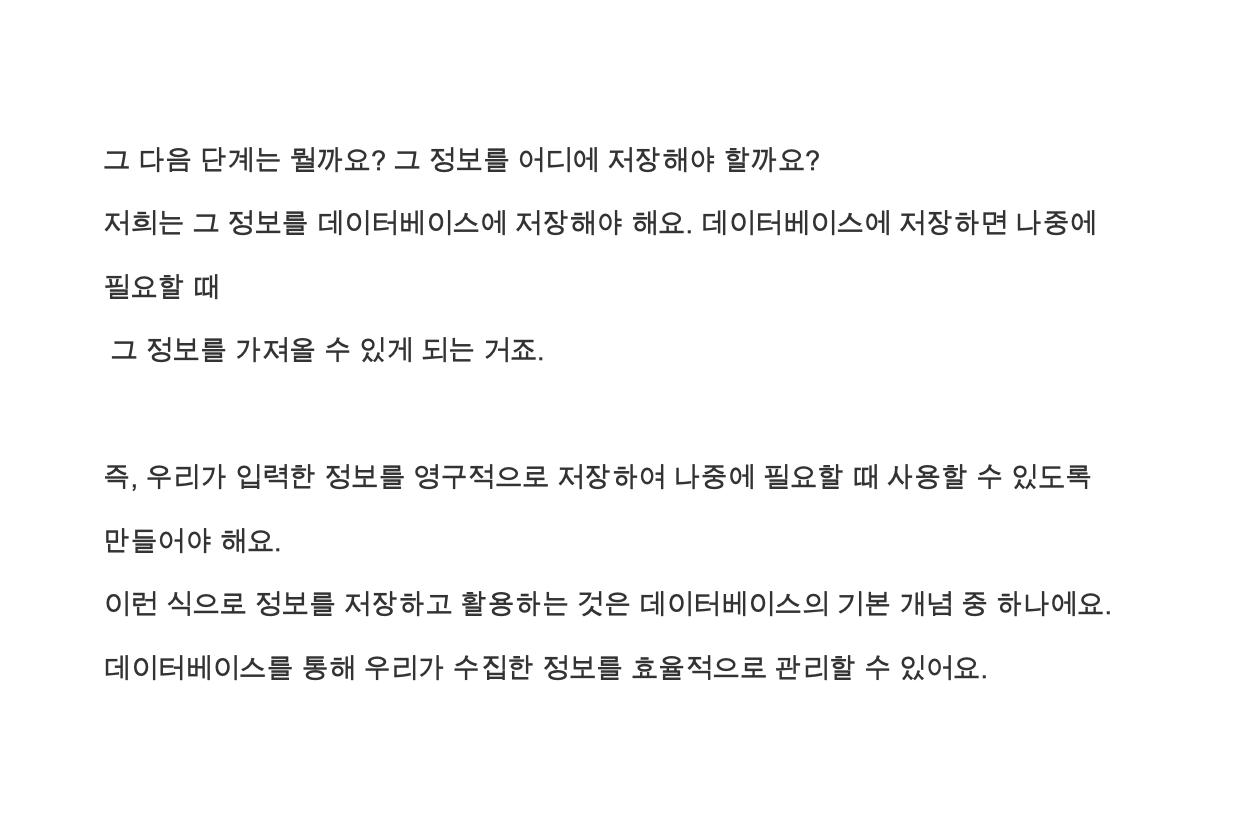 그 다음 단계는 뭘까요? 그 정보를 어디에 저장해야 할까요?
저희는 그 정보를 데이터베이스에 저장해야 해요. 데이터베이스에 저장하면 나중에
필요할 때
그 정보를 가져올 수 있게 되는 거죠.
즉, 우리가 입력한 정보를 영구적으로 저장하여 나중에 필요할 때 사용할 수 있도록
만들어야 해요.
이런 식으로 정보를 저장하고 활용하는 것은 데이터베이스의 기본 개념 중 하나에요.
데이터베이스를 통해 우리가 수집한 정보를 효율적으로 관리할 수 있어요.